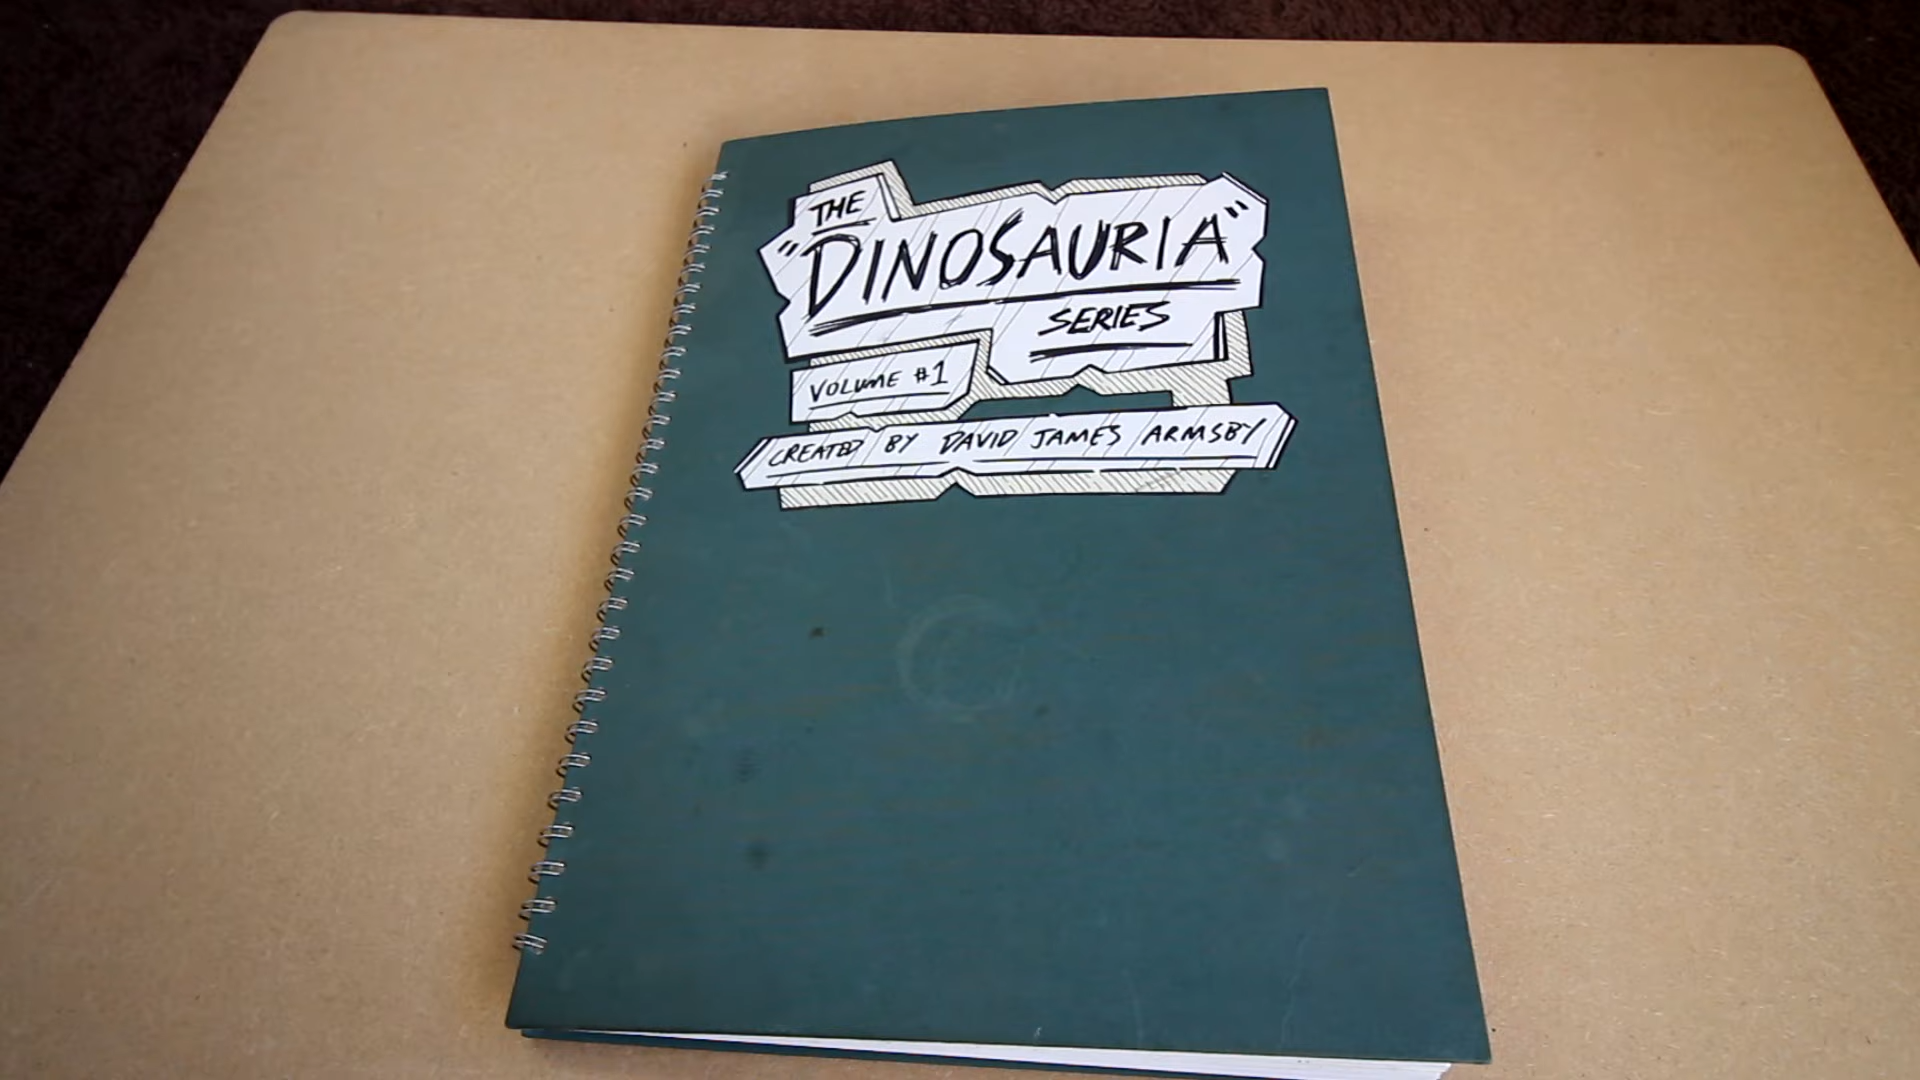 THE
"DINOSAURIA"
SERIES
VOLUME #1
CREATED BY DAVID JAMES ARMSBY